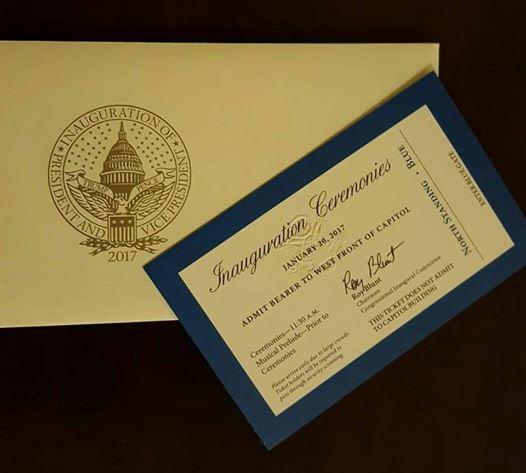 INAUGURATION OF
PRESIDENT AND VICE PRESIDENT
TRUMP PENCE
2017
Inauguration Ceremonies
JANUARY 20, 2017
ADMIT BEARER TO WEST FRONT OF CAPITOL
Roy Blunt
Roy Blunt
Chairman
Congressional Inaugural Committee
Ceremonies—11:30 A.M.
Musical Prelude—Prior to
Ceremonies
THIS TICKET DOES NOT ADMIT
TO CAPITOL BUILDING
Please arrive early due to large crowds.
Ticket holders will be required to
pass through security screening.
NORTH STANDING • BLUE
ENTER BLUE GATE